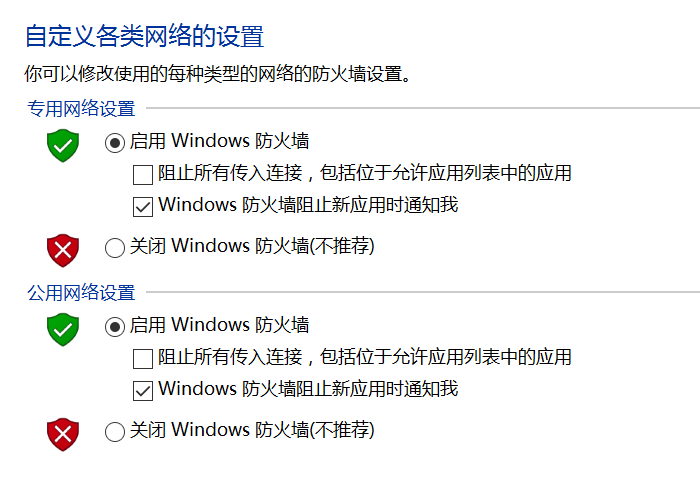 自定义各类网络的设置
你可以修改使用的每种类型的网络的防火墙设置。
专用网络设置
启用 Windows 防火墙
阻止所有传入连接，包括位于允许应用列表中的应用
Windows 防火墙阻止新应用时通知我
关闭 Windows 防火墙(不推荐)
公用网络设置
启用 Windows 防火墙
阻止所有传入连接，包括位于允许应用列表中的应用
Windows 防火墙阻止新应用时通知我
关闭 Windows 防火墙(不推荐)